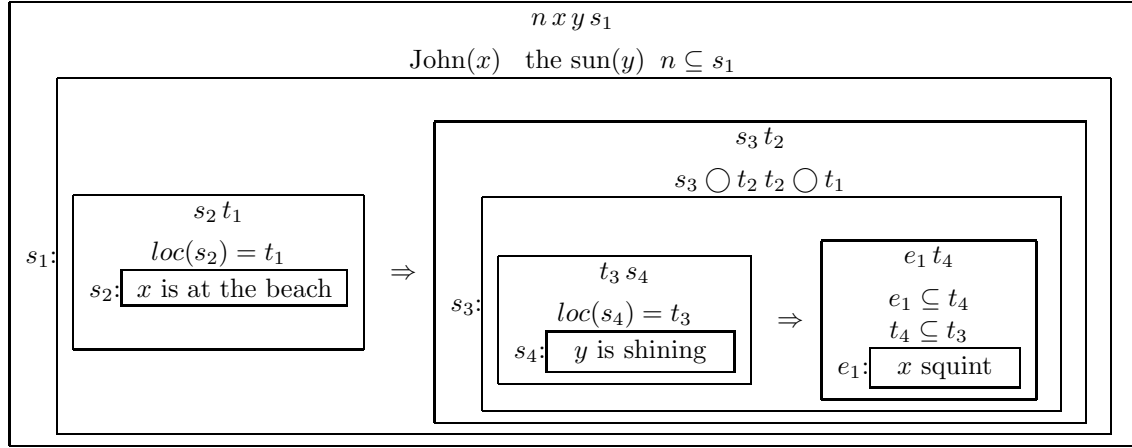 n x y s₁
John(x) the sun(y) n ⊆ s₁
s₃ t₂
s₃ ◯ t₂ t₂ ◯ t₁
s₁:
s₂ t₁
loc(s₂) = t₁
s₂: x is at the beach
⇒
s₃:
t₃ s₄
loc(s₄) = t₃
s₄: y is shining
⇒
e₁ t₄
e₁ ⊆ t₄
t₄ ⊆ t₃
e₁: x squint